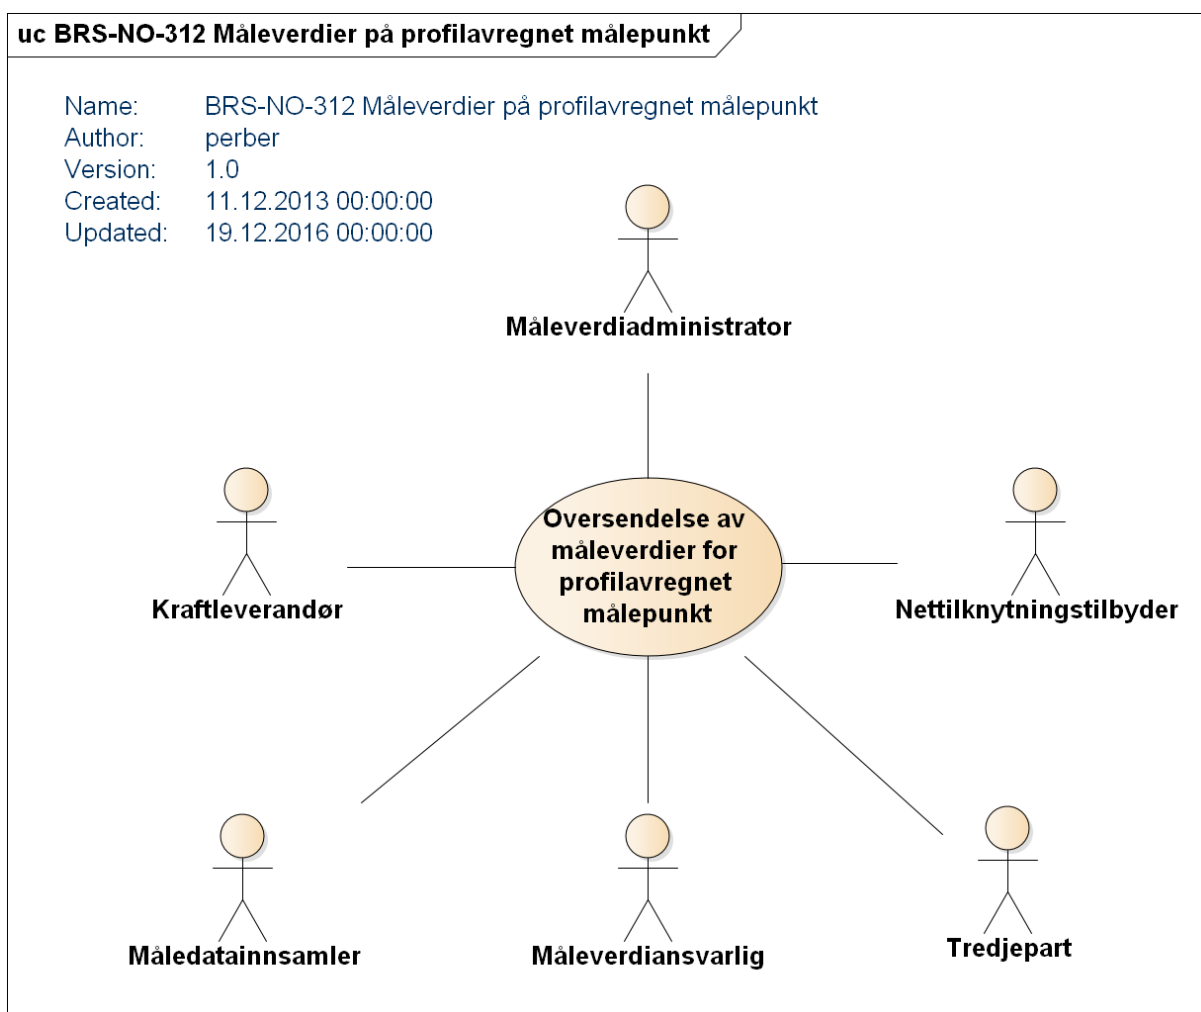 uc BRS-NO-312 Måleverdier på profilavregnet målepunkt
Name: BRS-NO-312 Måleverdier på profilavregnet målepunkt
Author: perber
Version: 1.0
Created: 11.12.2013 00:00:00
Updated: 19.12.2016 00:00:00
Måleverdiadministrator
Oversendelse av
måleverdier for
profilavregnet
målepunkt
Kraftleverandør
Nettilknytningstilbyder
Måledatainnsamler
Måleverdiansvarlig
Tredjepart